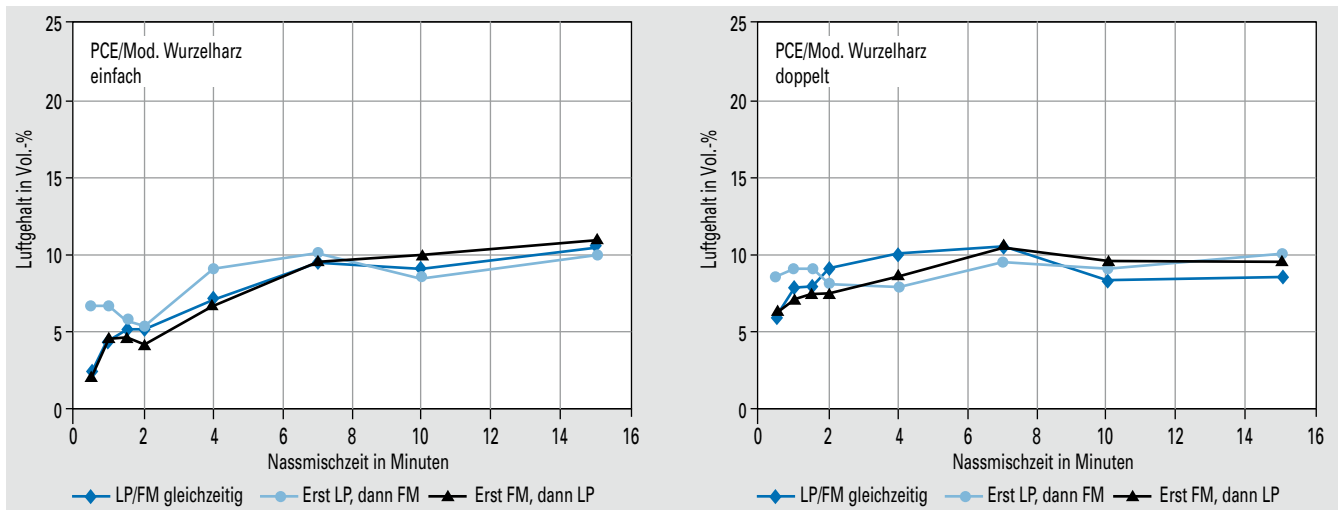 PCE/Mod. Wurzelharz
einfach
Luftgehalt in Vol.-%
25
20
15
10
5
0
0 2 4 6 8 10 12 14 16
Nassmischzeit in Minuten
LP/FM gleichzeitig Erst LP, dann FM Erst FM, dann LP
PCE/Mod. Wurzelharz
doppelt
Luftgehalt in Vol.-%
25
20
15
10
5
0
0 2 4 6 8 10 12 14 16
Nassmischzeit in Minuten
LP/FM gleichzeitig Erst LP, dann FM Erst FM, dann LP